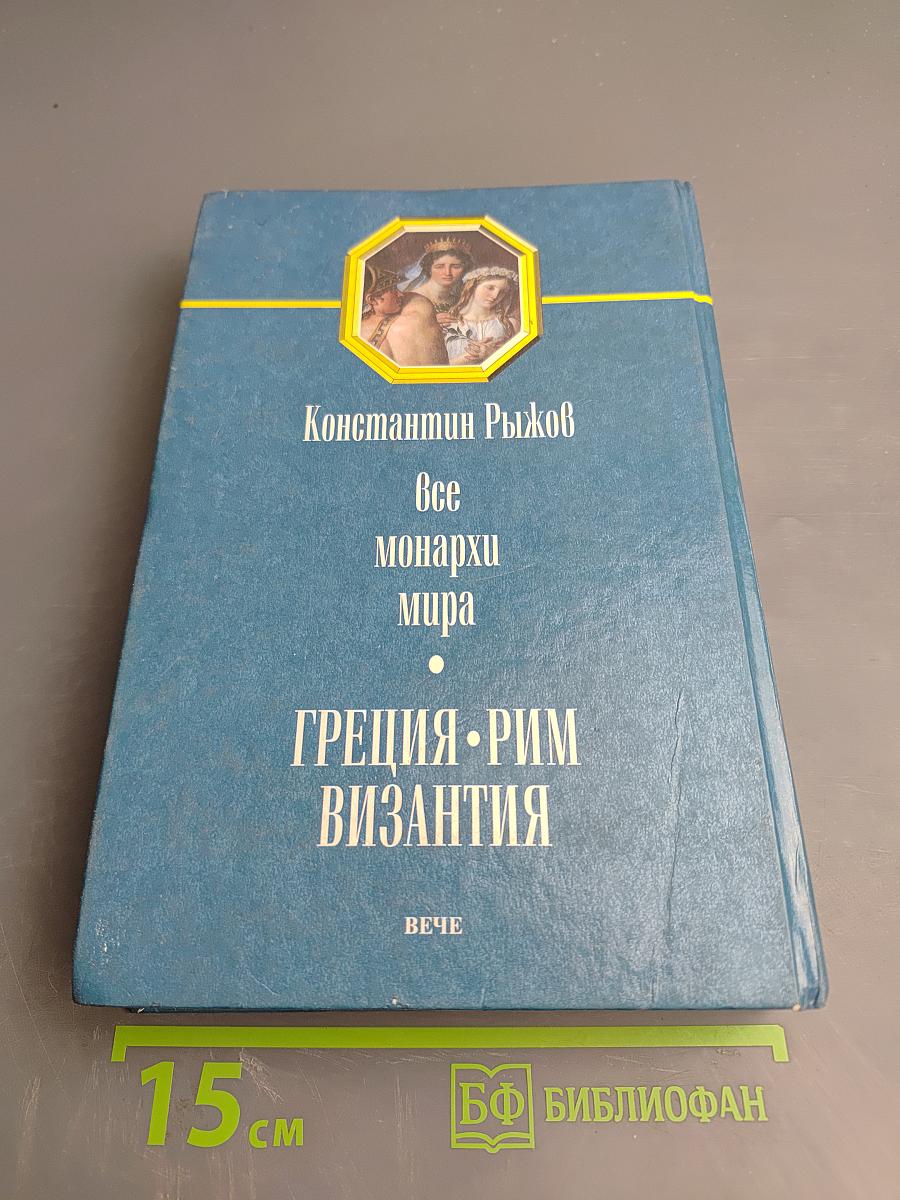 Константин Рыжов
Все
монархи
мира
•
ГРЕЦИЯ•РИМ
ВИЗАНТИЯ
ВЕЧЕ
15 см
БФ БИБЛИОФАН